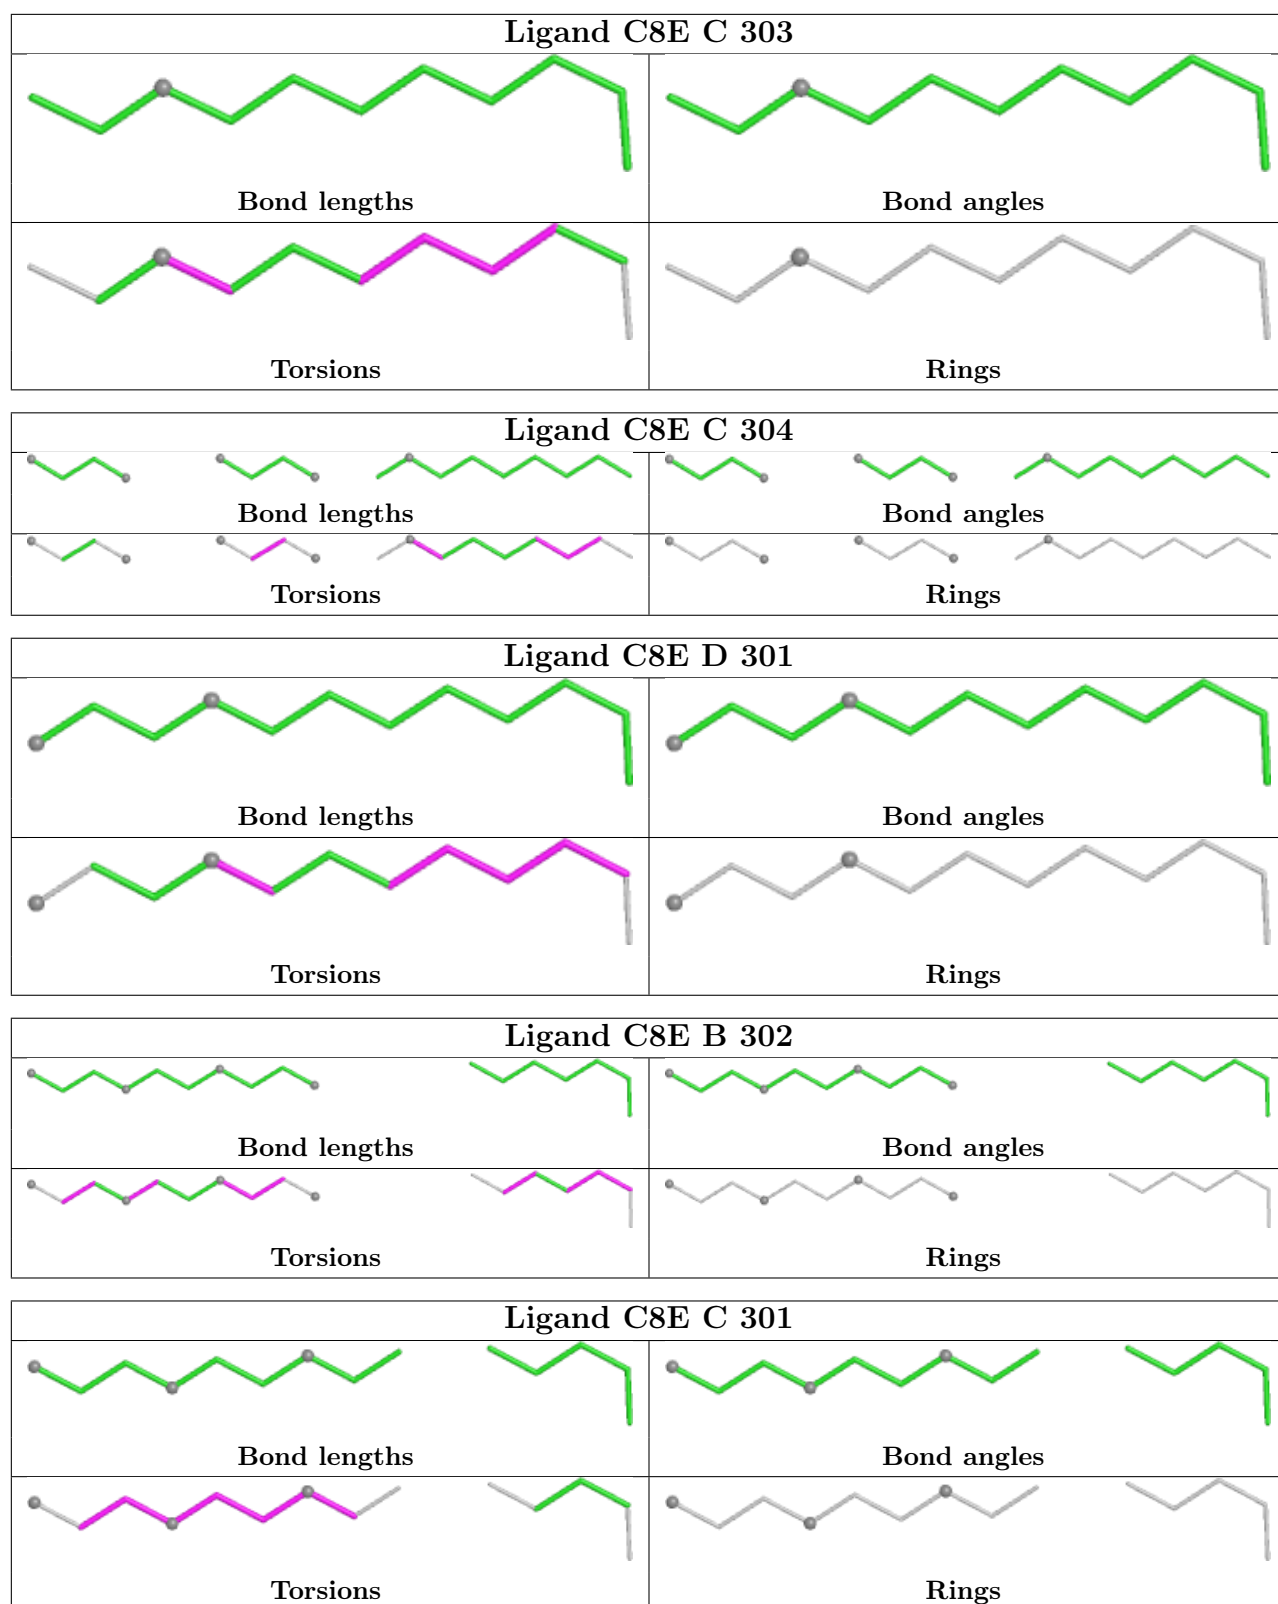 Ligand C8E C 303
Bond lengths
Bond angles
Torsions
Rings
Ligand C8E C 304
Bond lengths
Bond angles
Torsions
Rings
Ligand C8E D 301
Bond lengths
Bond angles
Torsions
Rings
Ligand C8E B 302
Bond lengths
Bond angles
Torsions
Rings
Ligand C8E C 301
Bond lengths
Bond angles
Torsions
Rings